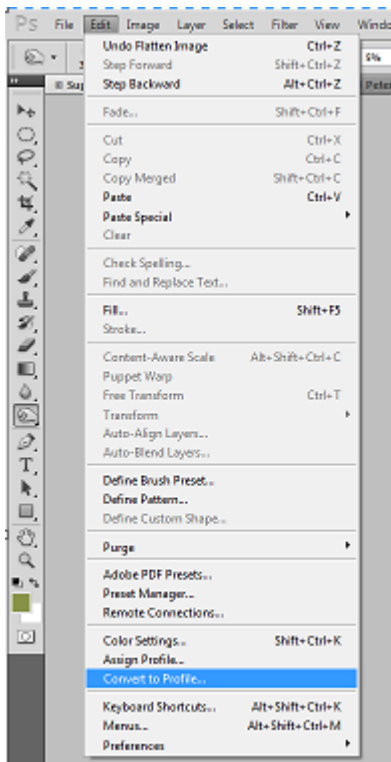 Ps File Edit Image Layer Select Filter View Windo
Undo Flatten Image Ctrl+Z
5%
Step Forward Shift+Ctrl+Z
Step Backward Alt+Ctrl+Z
Su Peter
Fade... Shift+Ctrl+F
Cut Ctrl+X
Copy Ctrl+C
Copy Merged Shift+Ctrl+C
Paste Ctrl+V
Paste Special
Clear
Check Spelling...
Find and Replace Text...
Fill... Shift+F5
Stroke...
Content-Aware Scale Alt+Shift+Ctrl+C
Puppet Warp
Free Transform Ctrl+T
Transform
Auto-Align Layers...
Auto-Blend Layers...
Define Brush Preset...
Define Pattern...
Define Custom Shape...
Purge
Adobe PDF Presets...
Preset Manager...
Remote Connections...
Color Settings... Shift+Ctrl+K
Assign Profile...
Convert to Profile...
Keyboard Shortcuts... Alt+Shift+Ctrl+K
Menus... Alt+Shift+Ctrl+M
Preferences